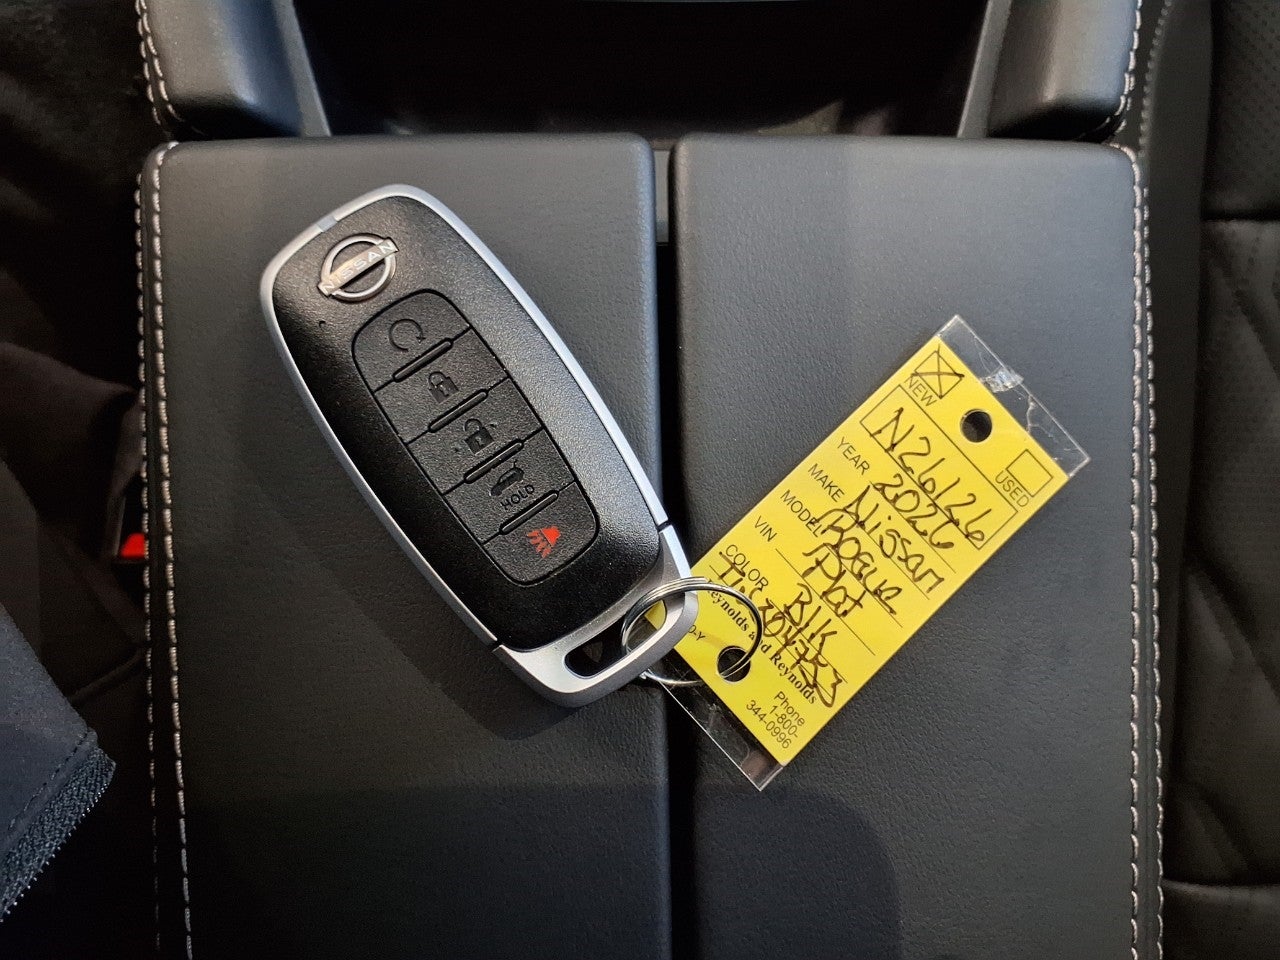 NISSAN
HOLD
NEW
USED
N26126
YEAR 2026
MAKE Nissan
MODEL Rogue
VIN Plat
COLOR Blk
Reynolds and Reynolds
Phone
1-800-
344-0996